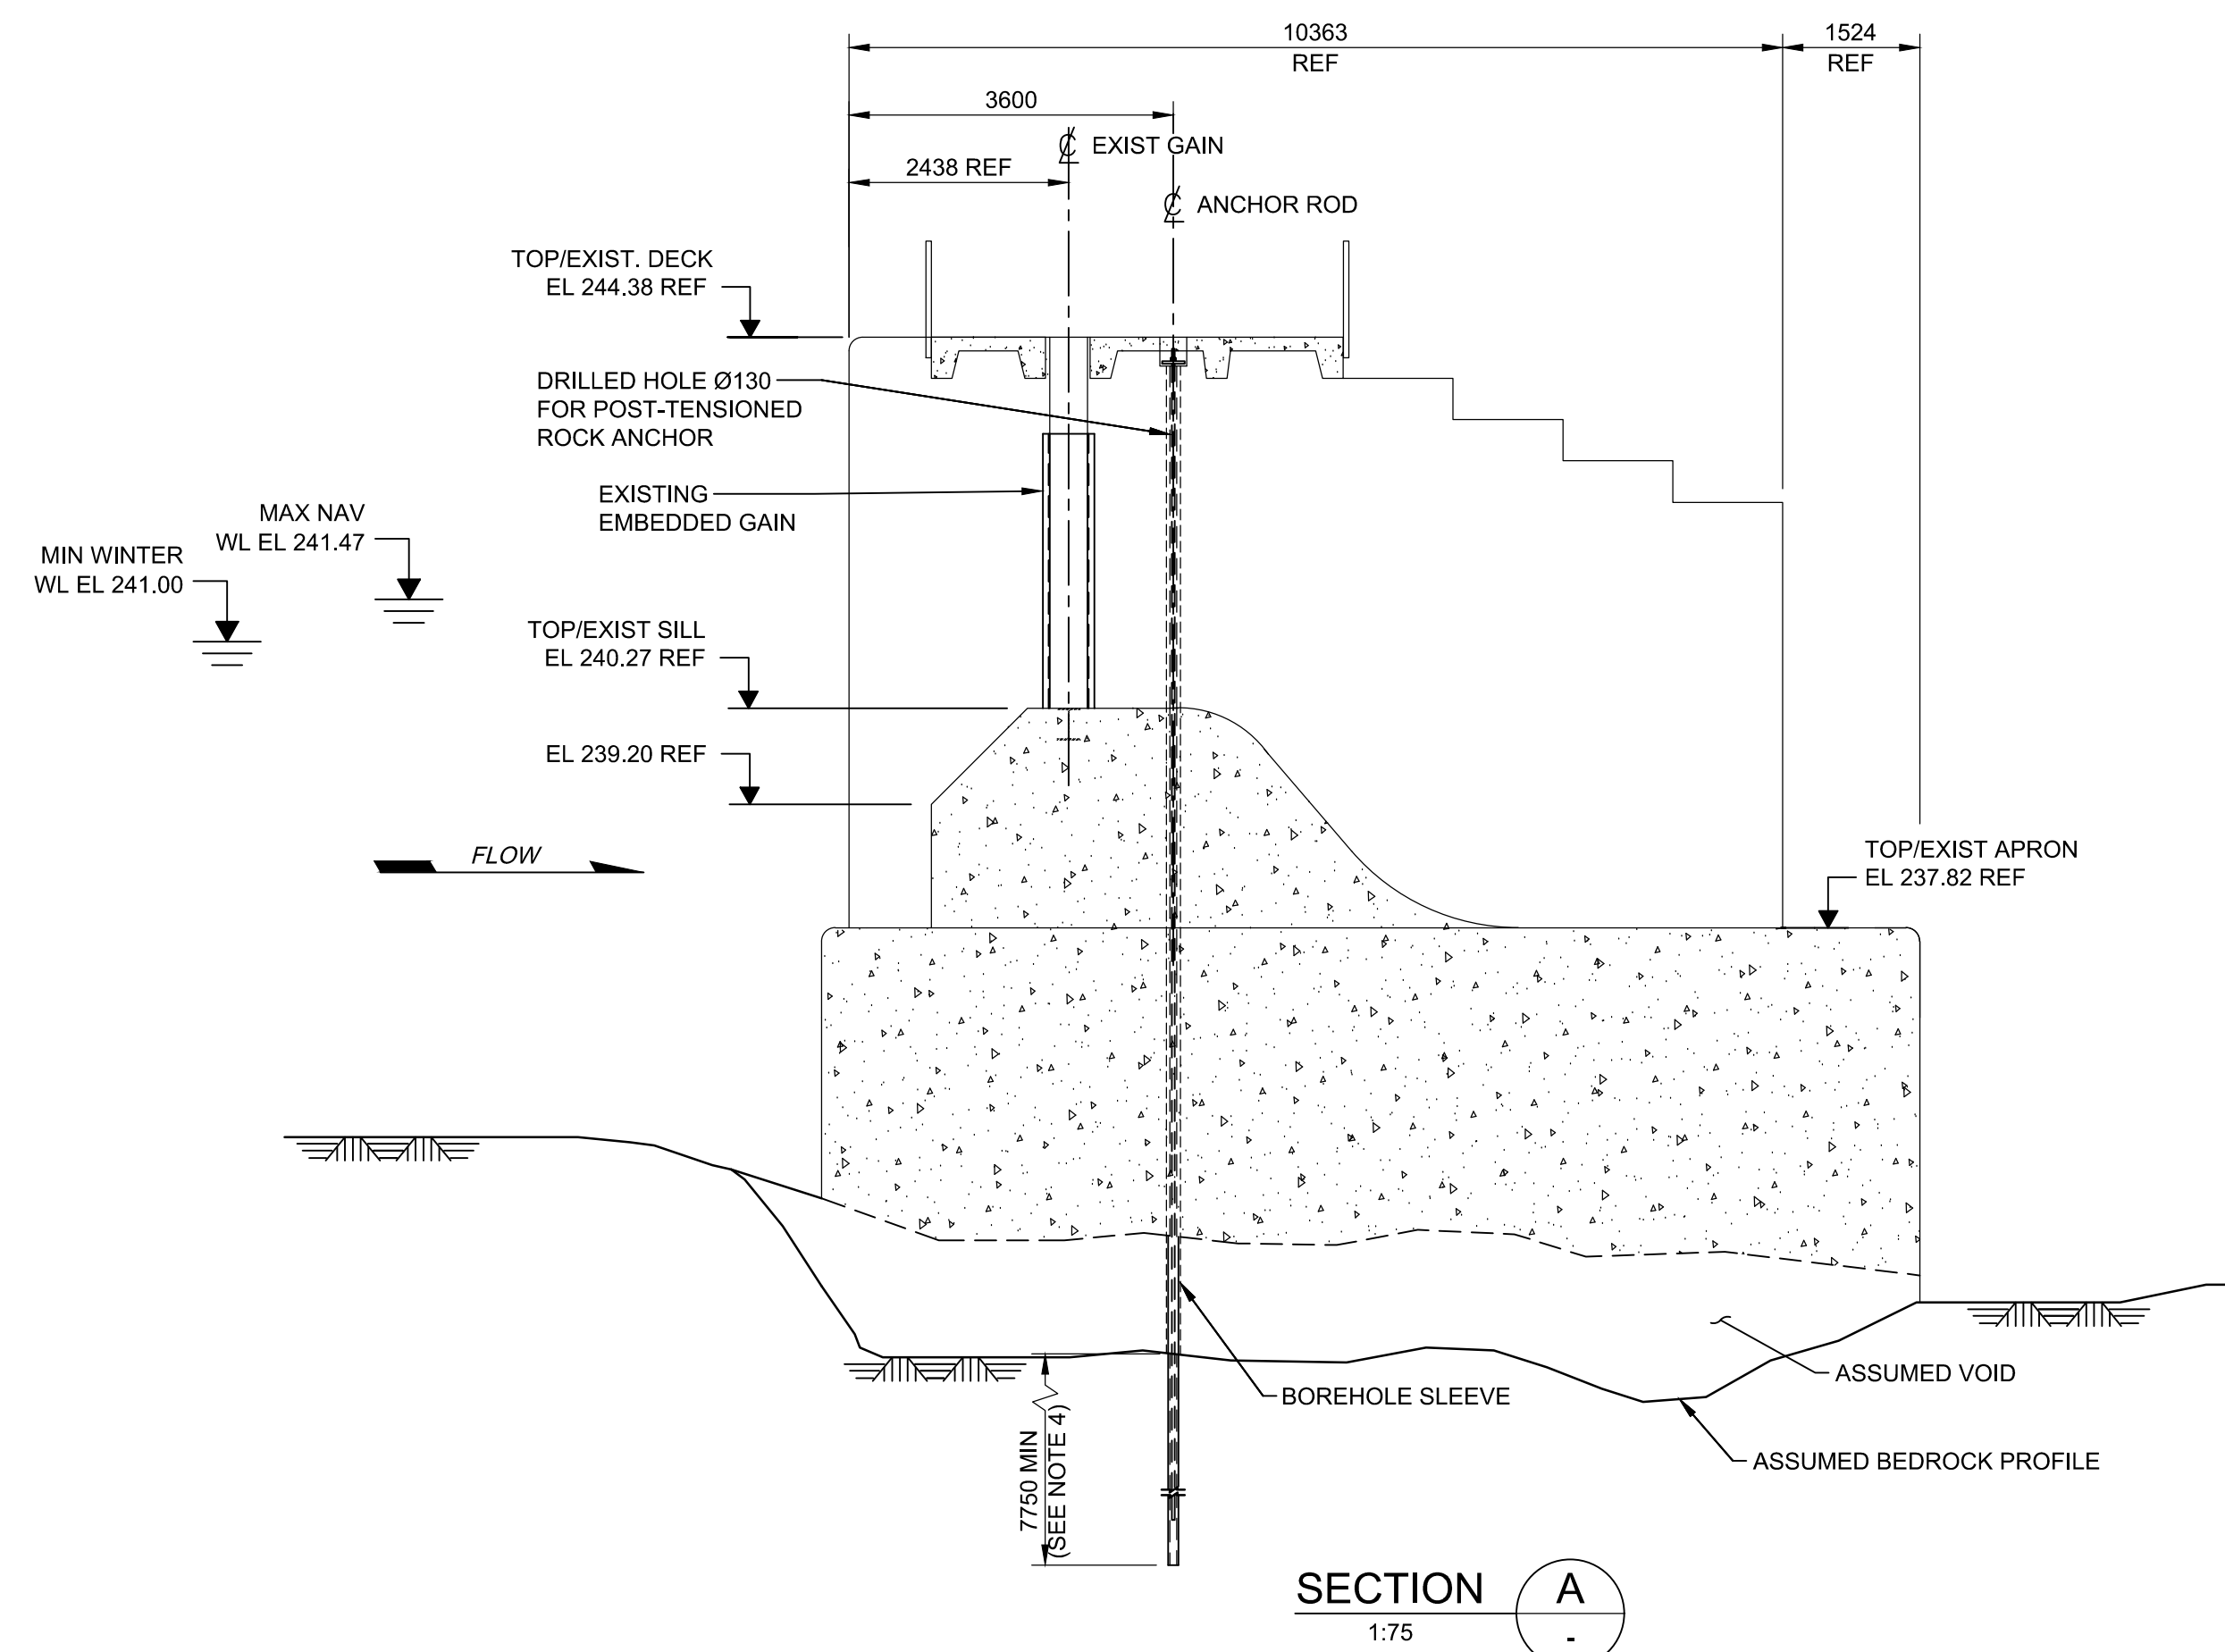 10363
REF
1524
REF
3600
℄ EXIST GAIN
2438 REF
℄ ANCHOR ROD
TOP/EXIST. DECK
EL 244.38 REF
DRILLED HOLE Ø130
FOR POST-TENSIONED
ROCK ANCHOR
EXISTING
EMBEDDED GAIN
MAX NAV
WL EL 241.47
MIN WINTER
WL EL 241.00
TOP/EXIST SILL
EL 240.27 REF
EL 239.20 REF
FLOW
TOP/EXIST APRON
EL 237.82 REF
ASSUMED VOID
BOREHOLE SLEEVE
7750 MIN
(SEE NOTE 4)
ASSUMED BEDROCK PROFILE
SECTION
A
1:75
-